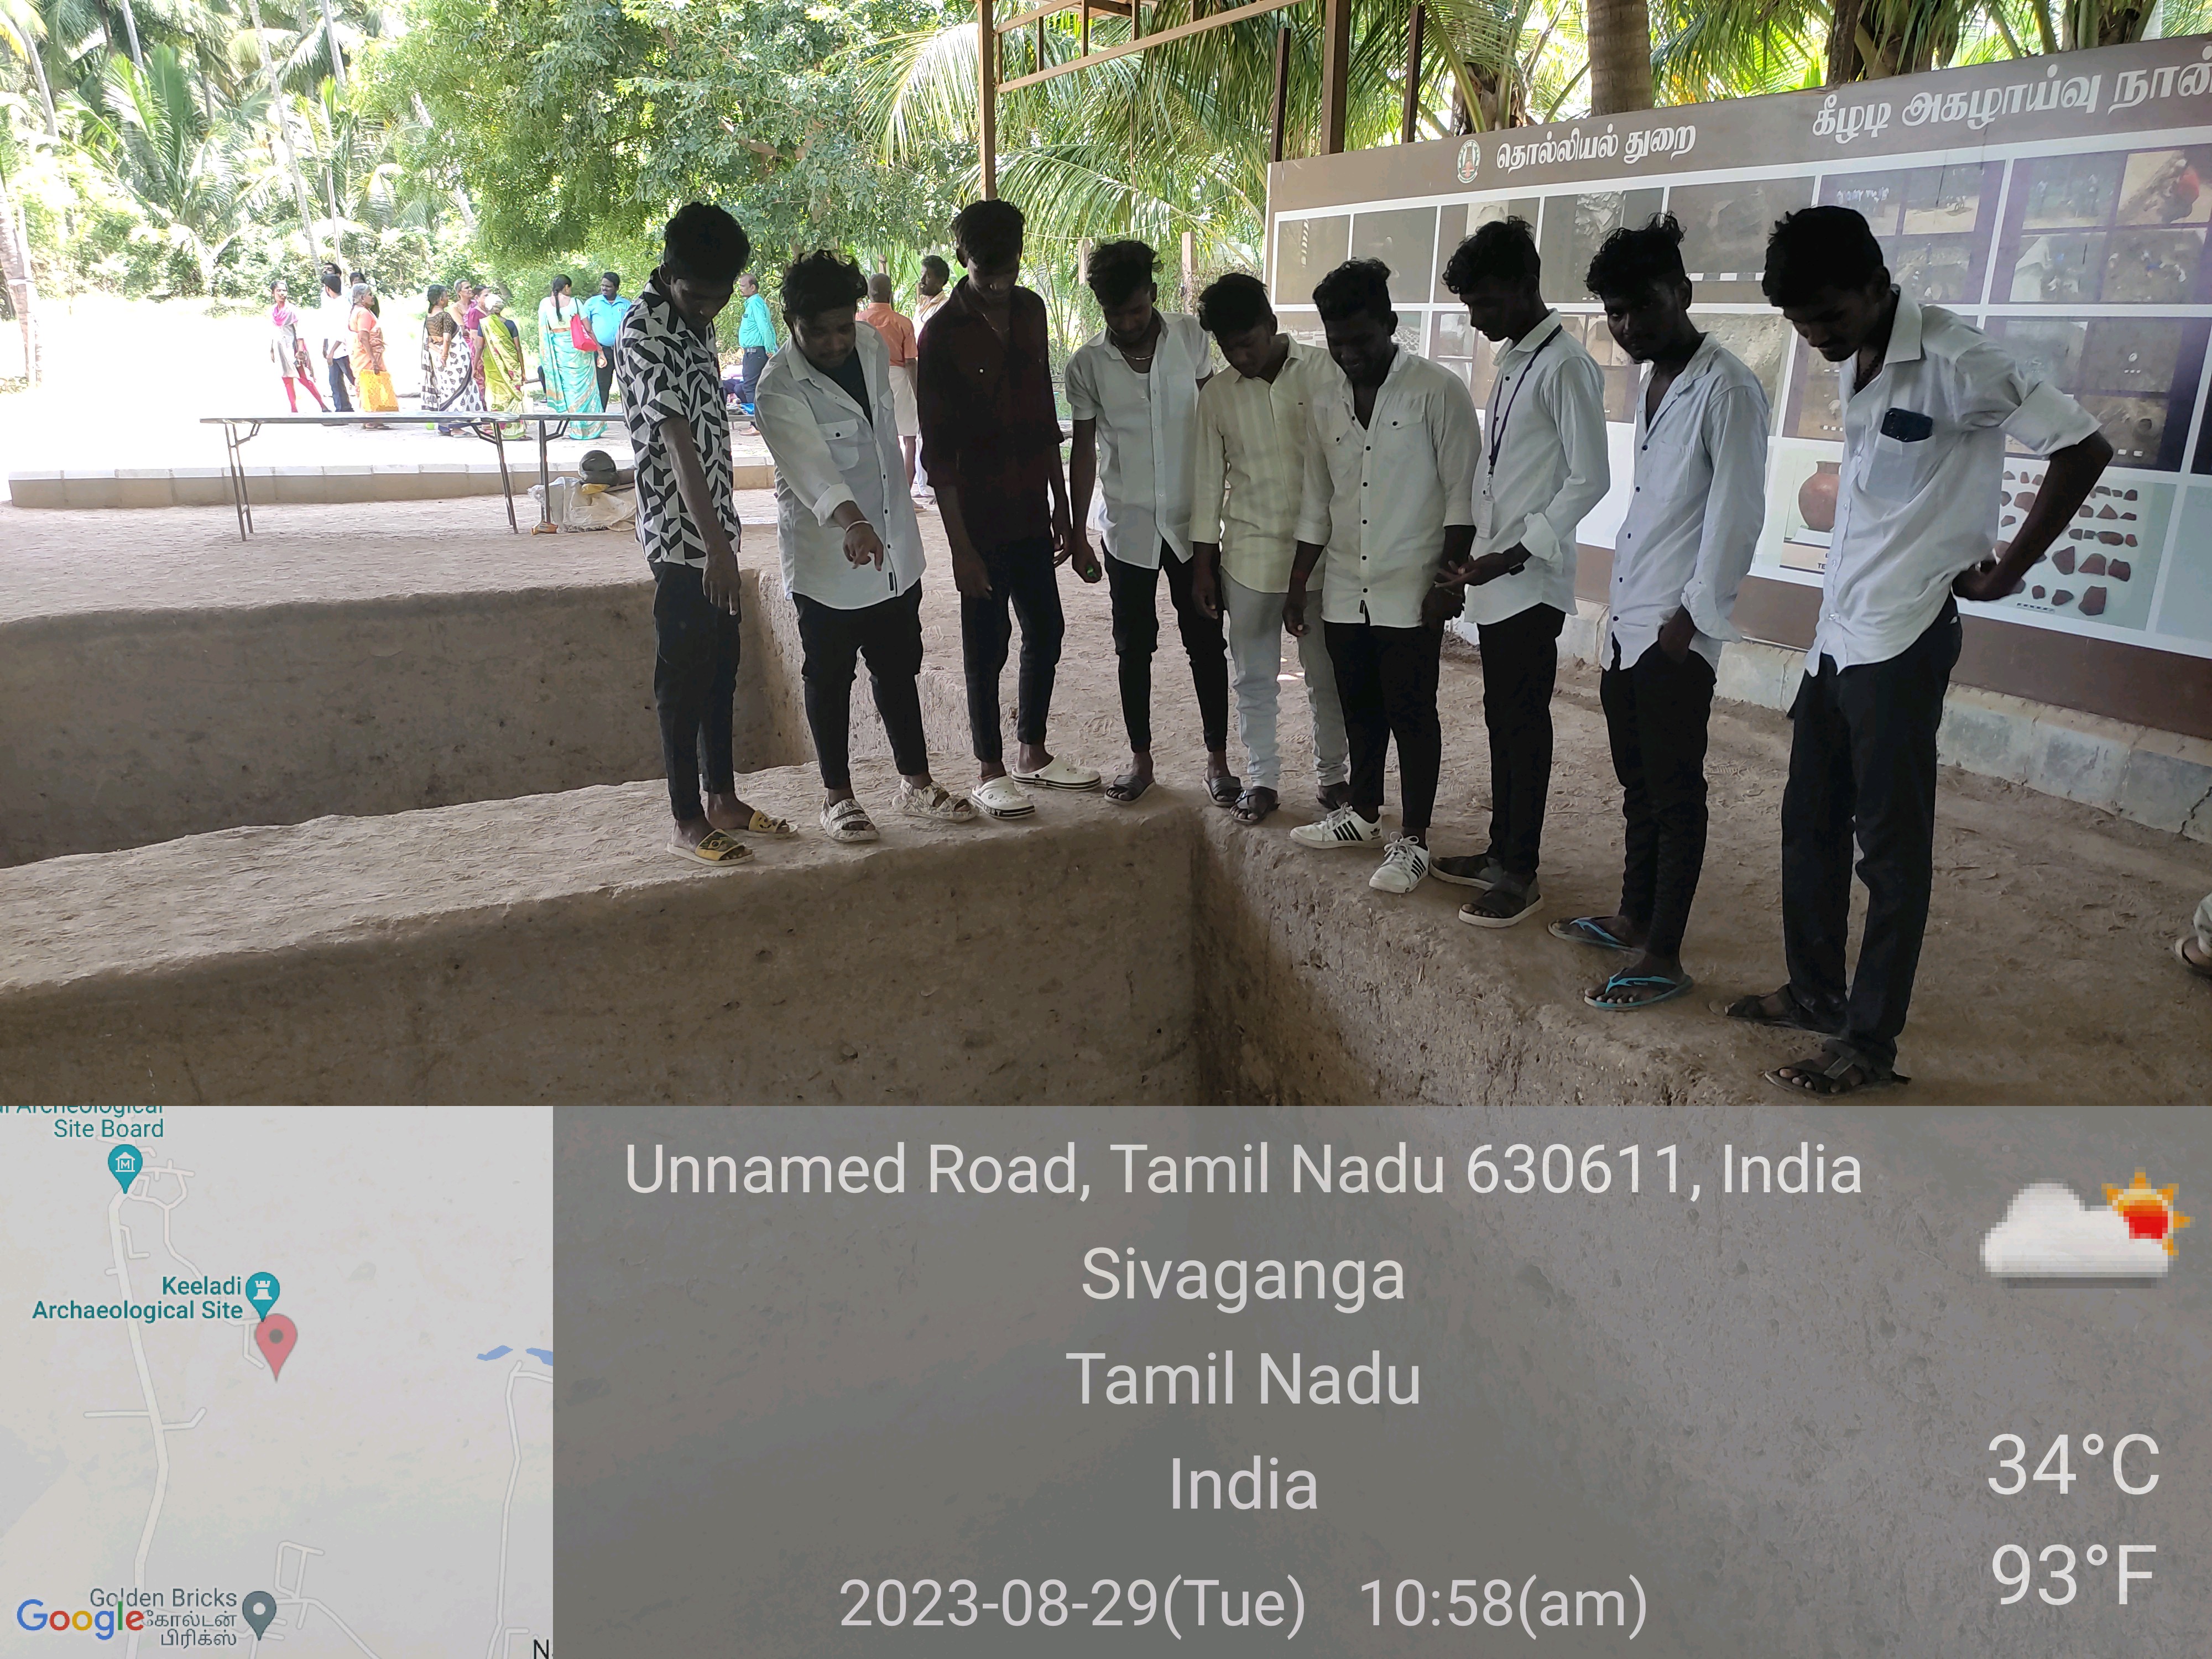 தொல்லியல் துறை
கீழடி அகழாய்வு
Archeological
Site Board
Keeladi
Archaeological Site
Golden Bricks
கோல்டன்
பிரிக்ஸ்
Google
Unnamed Road, Tamil Nadu 630611, India
Sivaganga
Tamil Nadu
India
2023-08-29(Tue) 10:58(am)
34°C
93°F